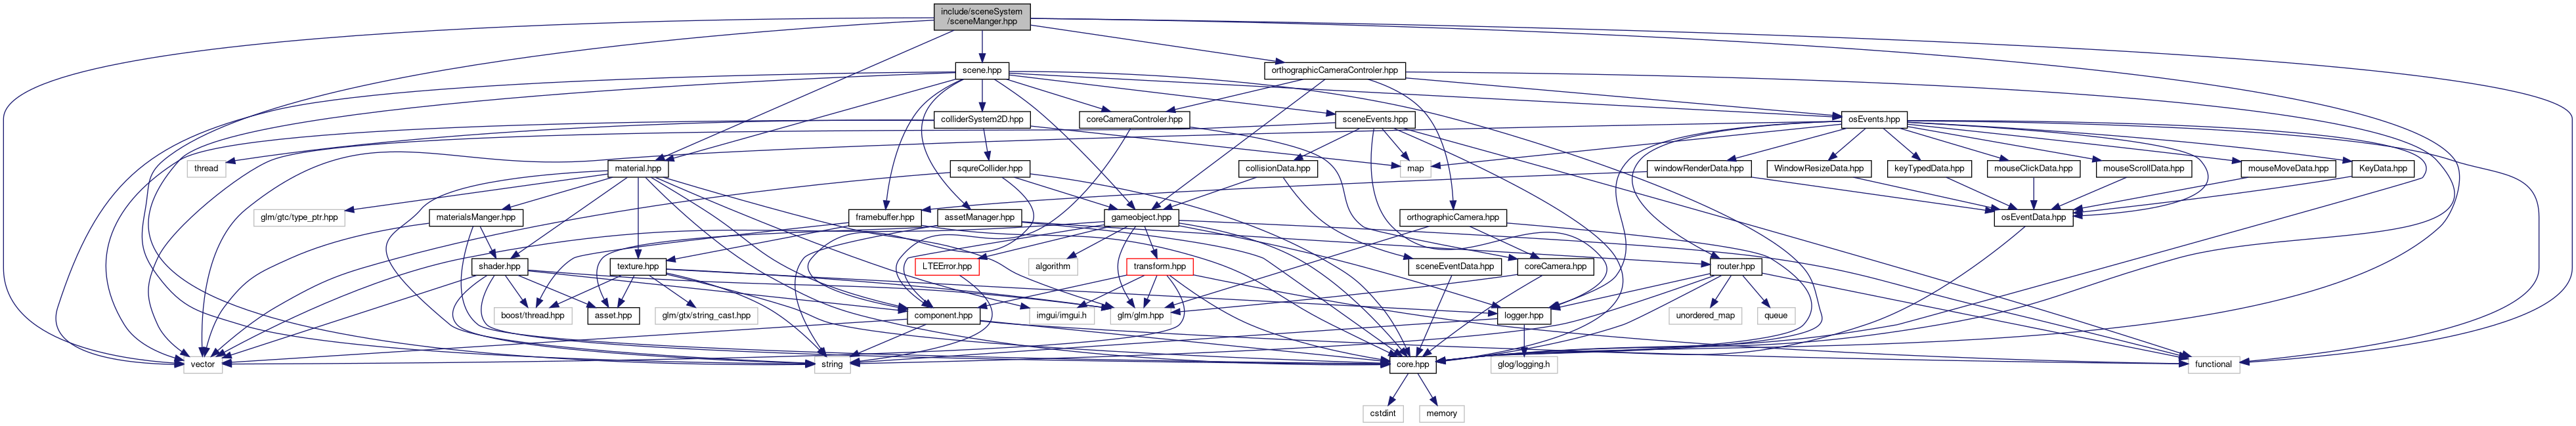 include/sceneSystem
/sceneManger.hpp
scene.hpp
orthographicCameraControler.hpp
colliderSystem2D.hpp
coreCameraControler.hpp
sceneEvents.hpp
osEvents.hpp
thread
material.hpp
squreCollider.hpp
collisionData.hpp
map
windowRenderData.hpp
WindowResizeData.hpp
keyTypedData.hpp
mouseClickData.hpp
mouseScrollData.hpp
mouseMoveData.hpp
KeyData.hpp
glm/gtc/type_ptr.hpp
materialsManger.hpp
framebuffer.hpp
assetManager.hpp
gameobject.hpp
orthographicCamera.hpp
osEventData.hpp
shader.hpp
texture.hpp
LTEError.hpp
algorithm
transform.hpp
sceneEventData.hpp
coreCamera.hpp
router.hpp
boost/thread.hpp
asset.hpp
glm/gtx/string_cast.hpp
component.hpp
imgui/imgui.h
glm/glm.hpp
logger.hpp
unordered_map
queue
vector
string
core.hpp
glog/logging.h
functional
cstdint
memory